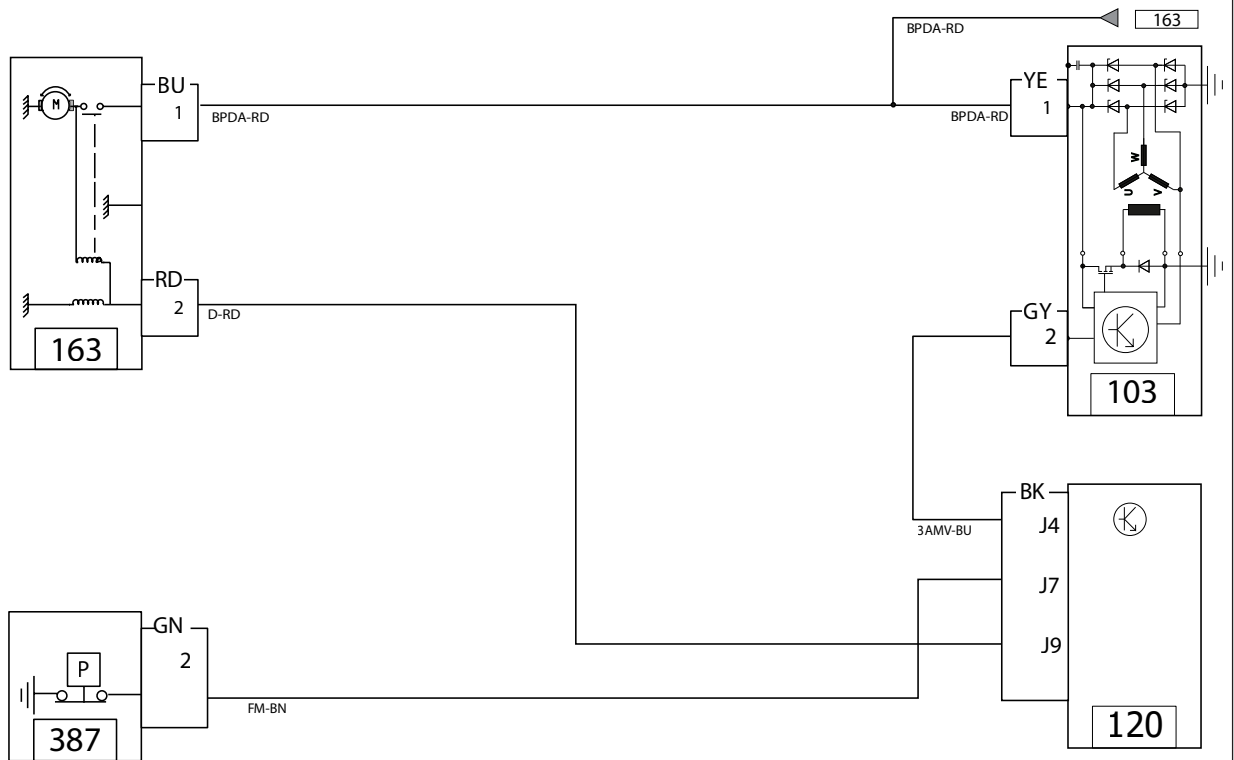 BPDA-RD
163
BU
1
BPDA-RD
M
YE
1
BPDA-RD
W
U
V
RD
2
D-RD
163
GY
2
103
BK
J4
3AMV-BU
J7
J9
120
GN
2
P
FM-BN
387